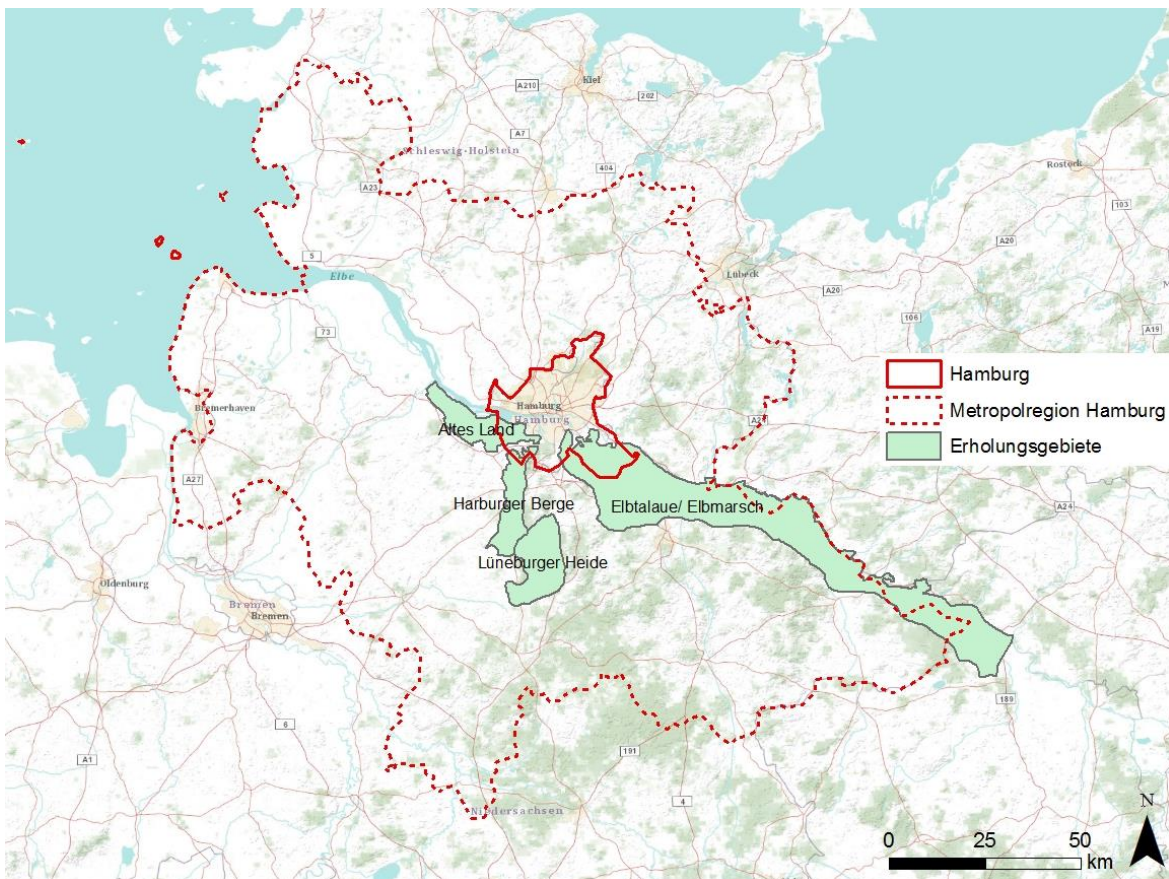 Kiel
A210
202
A7
Schleswig-Holstein
404
A23
Rostock
103
A20
5
Elbe
Lübeck
A20
106
A19
73
Hamburg
Hamburg
Bremerhaven
Altes Land
A27
Harburger Berge
Elbtalaue/ Elbmarsch
A24
Lüneburger Heide
Oldenburg
Bremen
Bremen
189
6
191
A1
4
Niedersachsen
Hamburg
Metropolregion Hamburg
Erholungsgebiete
N
0 25 50
km